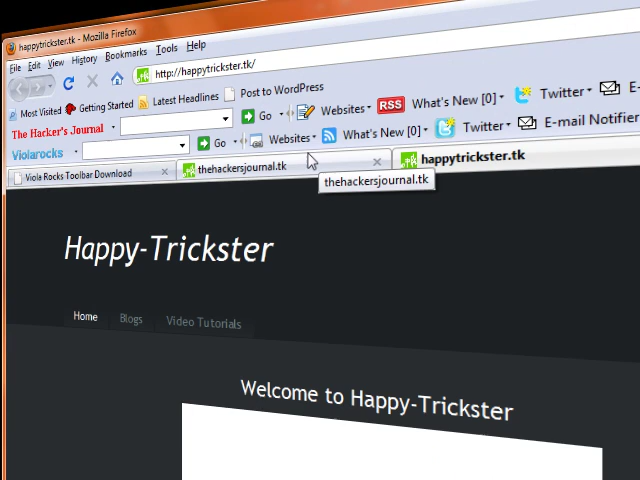 happytrickster.tk - Mozilla Firefox
File Edit View History Bookmarks Tools Help
http://happytrickster.tk/
Most Visited Getting Started Latest Headlines Post to WordPress
The Hacker's Journal Go Websites RSS What's New [0] Twitter E-
Violarocks Go Websites What's New [0] Twitter E-mail Notifier
Viola Rocks Toolbar Download thehackersjournal.tk happytrickster.tk
thehackersjournal.tk
Happy-Trickster
Home Blogs Video Tutorials
Welcome to Happy-Trickster